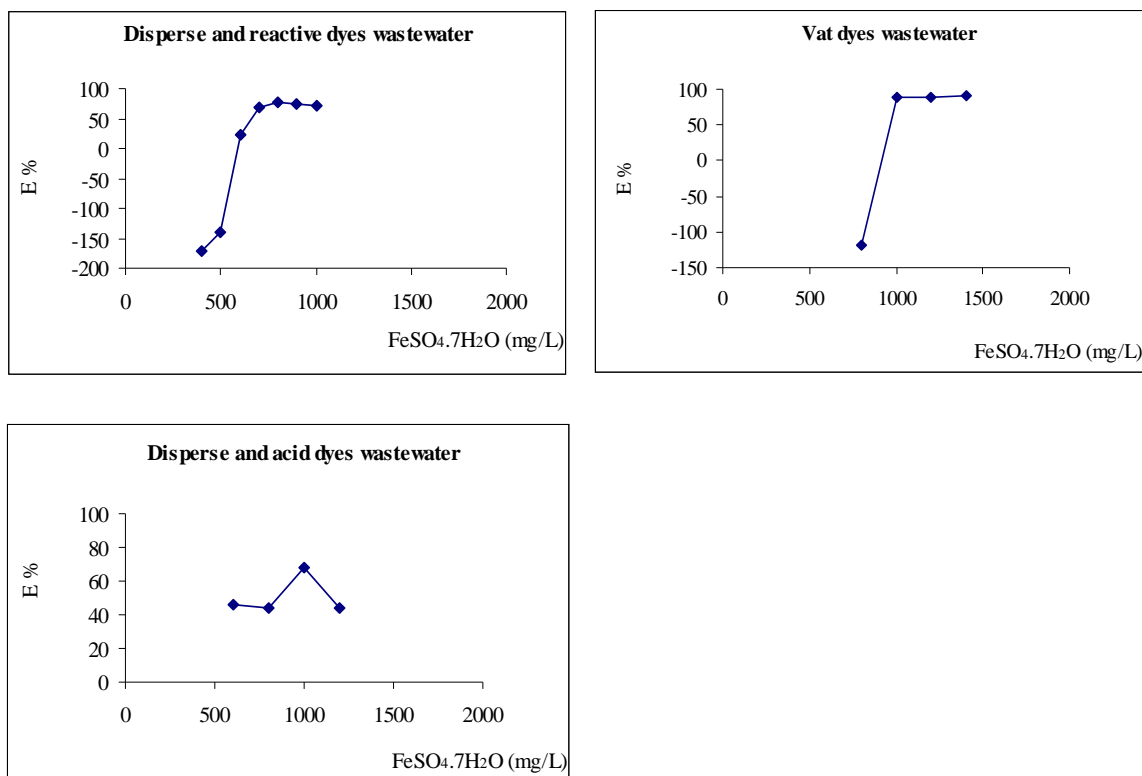 Disperse and reactive dyes wastewater
100
50
0
-50
-100
-150
-200
E %
0 500 1000 1500 2000
FeSO4.7H2O (mg/L)
Vat dyes wastewater
100
50
0
-50
-100
-150
E %
0 500 1000 1500 2000
FeSO4.7H2O (mg/L)
Disperse and acid dyes wastewater
100
80
60
40
20
0
E %
0 500 1000 1500 2000
FeSO4.7H2O (mg/L)